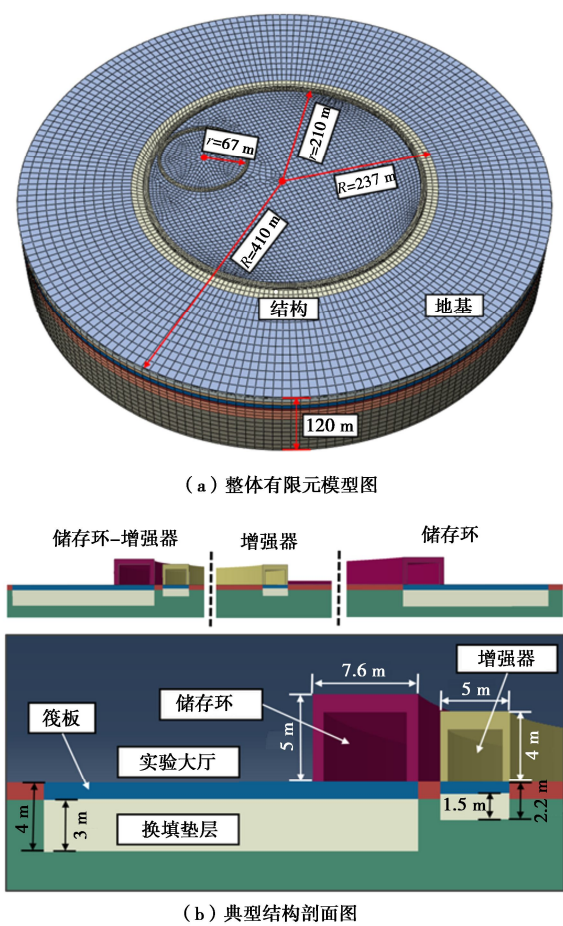 r=67 m
r=210 m
R=237 m
R=410 m
结构
地基
120 m
（a）整体有限元模型图
储存环-增强器
增强器
储存环
7.6 m
增强器
5 m
储存环
筏板
5 m
4 m
实验大厅
4 m
3 m
换填垫层
1.5 m
2.2 m
（b）典型结构剖面图